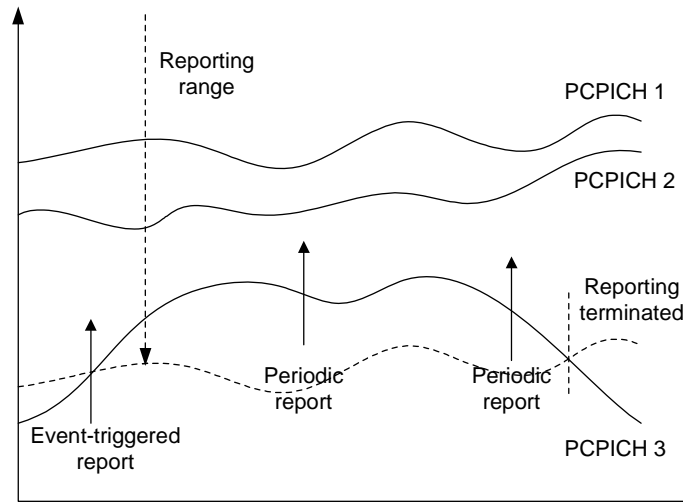 Reporting
range
PCPICH 1
PCPICH 2
Reporting
terminated
Periodic
report
Periodic
report
Event-triggered
report
PCPICH 3